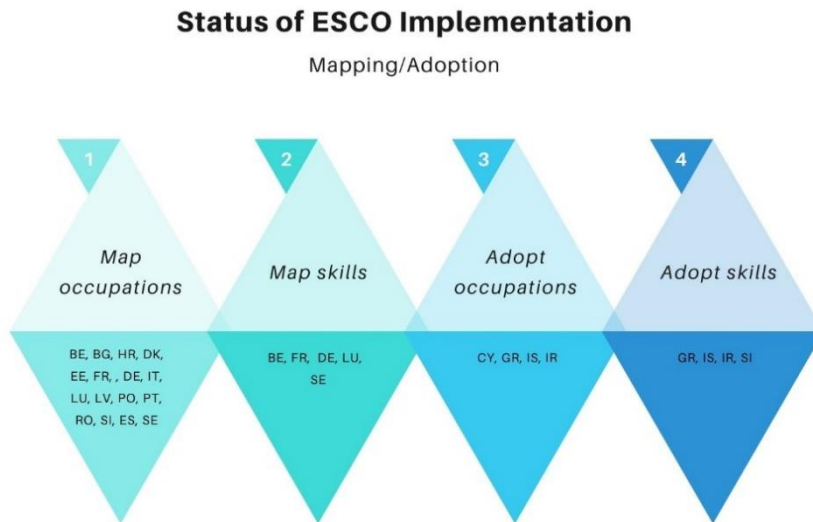 Status of ESCO Implementation
Mapping/Adoption
1
Map
occupations
BE, BG, HR, DK,
EE, FR, , DE, IT,
LU, LV, PO, PT,
RO, SI, ES, SE
2
Map skills
BE, FR, DE, LU,
SE
3
Adopt
occupations
CY, GR, IS, IR
4
Adopt skills
GR, IS, IR, SI